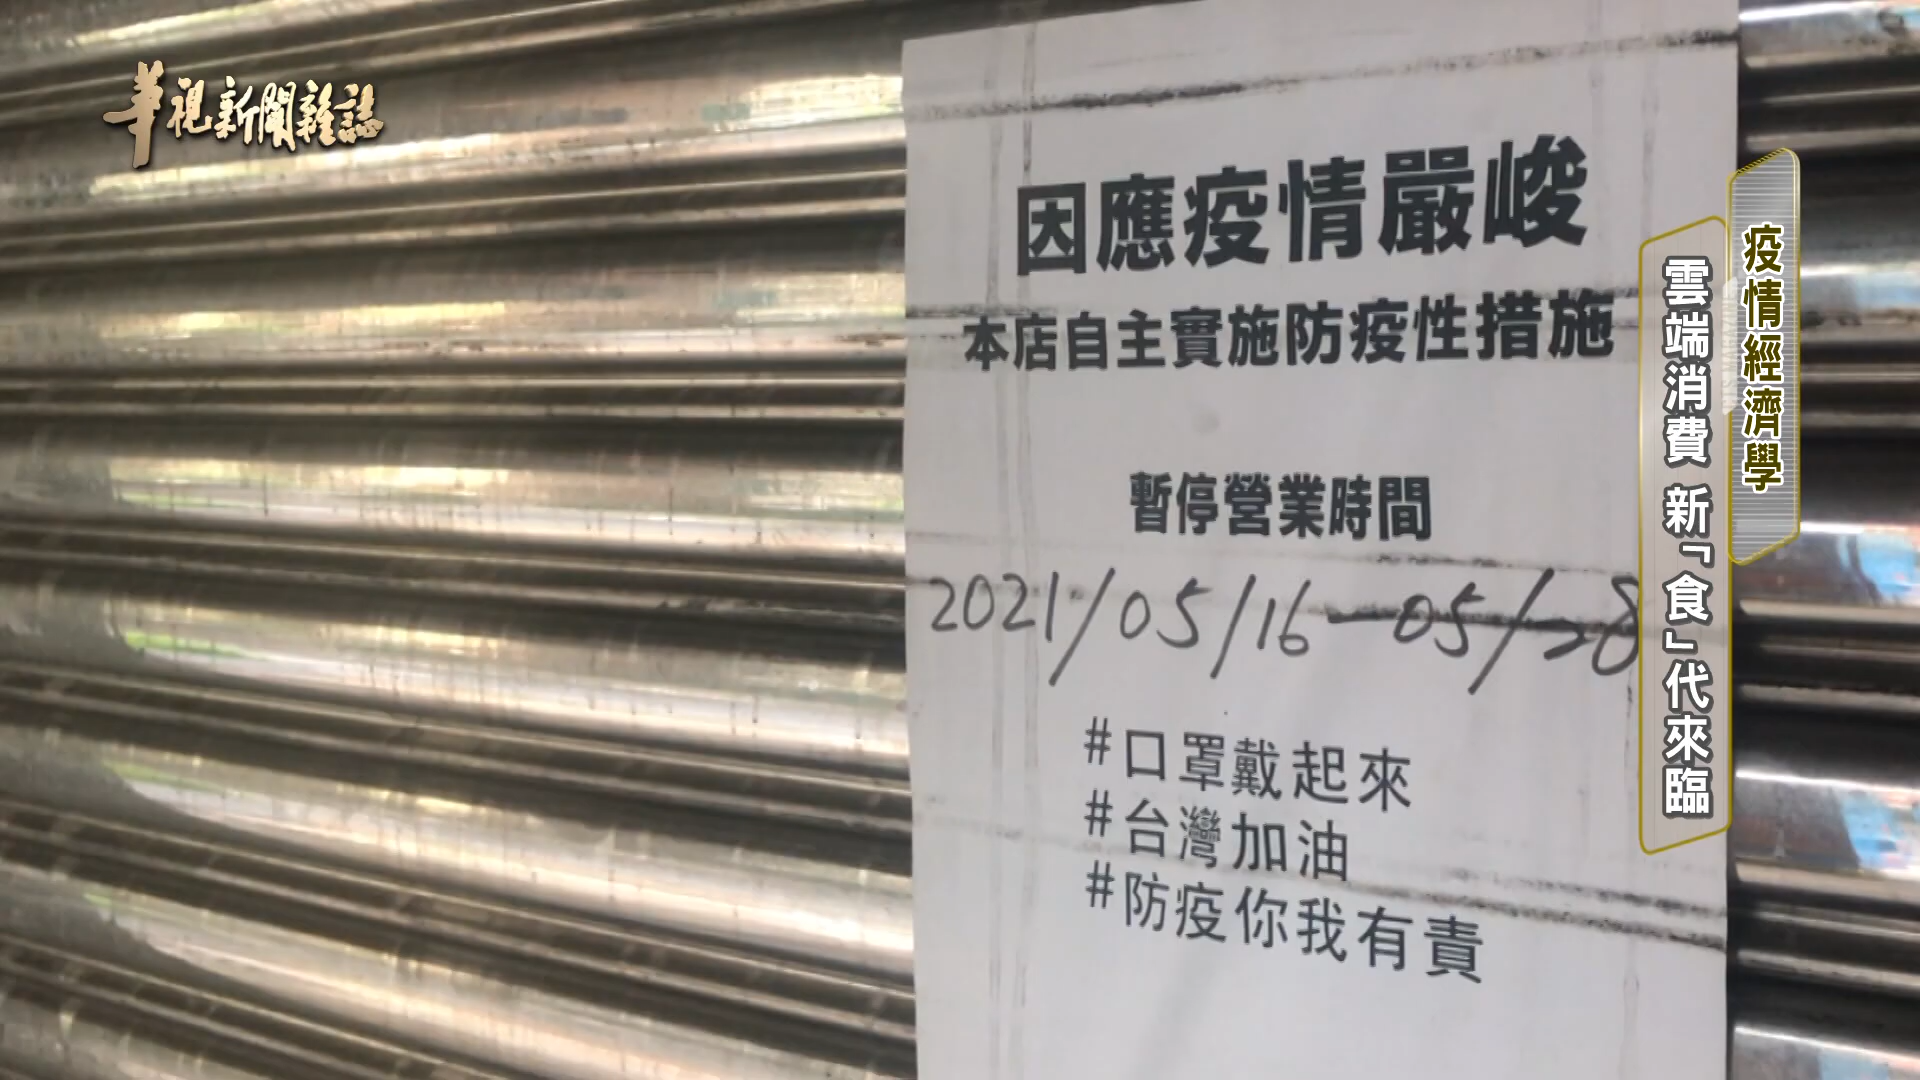 華視新聞雜誌
因應疫情嚴峻
本店自主實施防疫性措施
暫停營業時間
2021/05/16-05/28
#口罩戴起來
#台灣加油
#防疫你我有責
疫情經濟學
雲端消費 新「食」代來臨